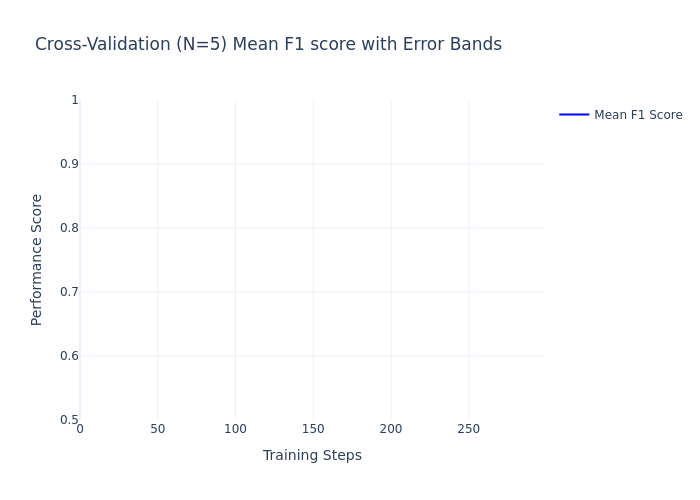 Cross-Validation (N=5) Mean F1 score with Error Bands
Mean F1 Score
Performance Score
1
0.9
0.8
0.7
0.6
0.5
0 50 100 150 200 250
Training Steps